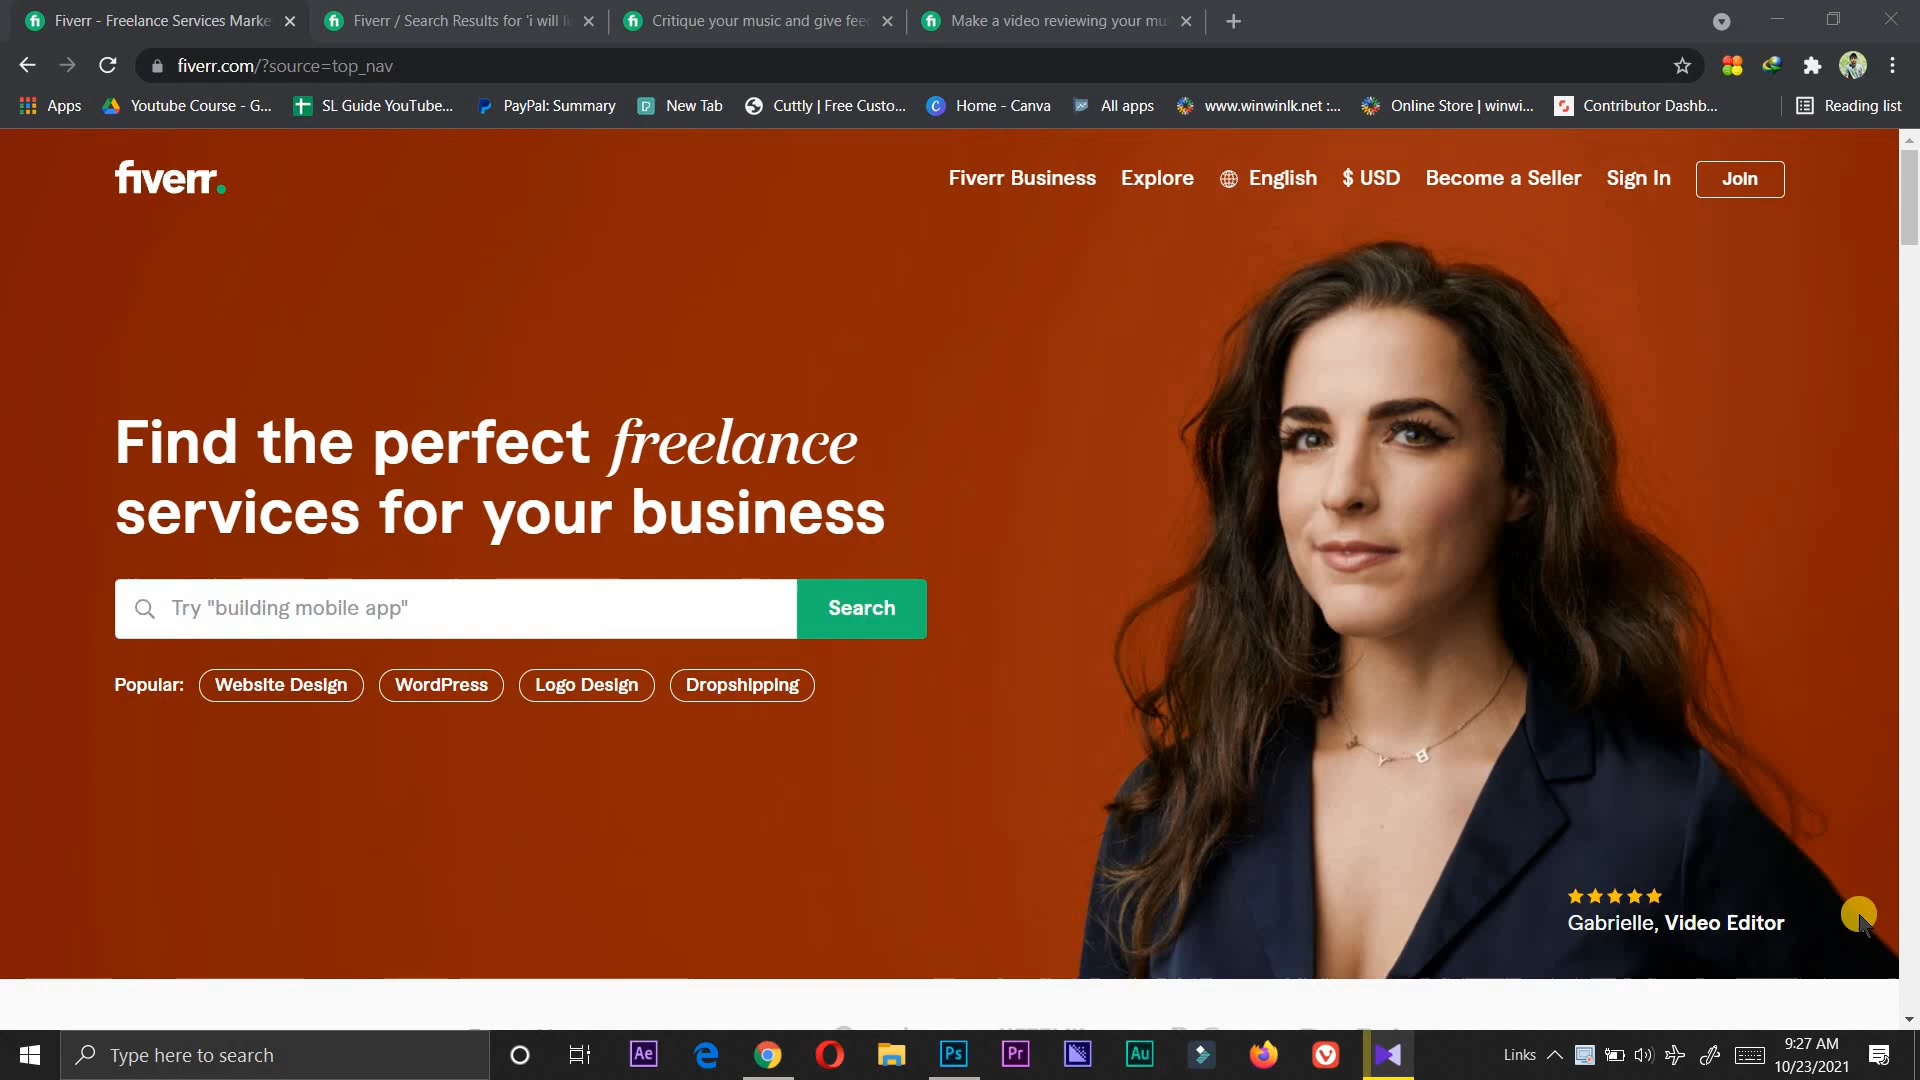 Fiverr - Freelance Services Marke
Fiverr / Search Results for 'i will li
Critique your music and give fee
Make a video reviewing your mu
fiverr.com/?source=top_nav
Apps
Youtube Course - G...
SL Guide YouTube...
PayPal: Summary
New Tab
Cuttly | Free Custo...
Home - Canva
All apps
www.winwinlk.net :...
Online Store | winwi...
Contributor Dashb...
Reading list
fiverr.
Fiverr Business
Explore
English
$ USD
Become a Seller
Sign In
Join
Find the perfect freelance
services for your business
Try "building mobile app"
Search
Popular:
Website Design
WordPress
Logo Design
Dropshipping
Gabrielle, Video Editor
Type here to search
Ae
Ps
Pr
Au
Links
9:27 AM
10/23/2021